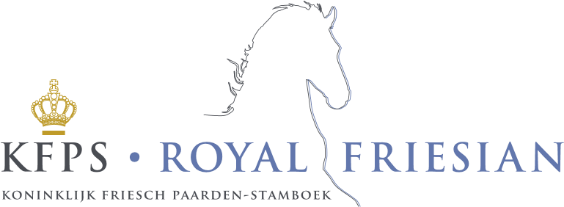 KFPS • ROYAL FRIESIAN
KONINKLIJK FRIESCH PAARDEN-STAMBOEK